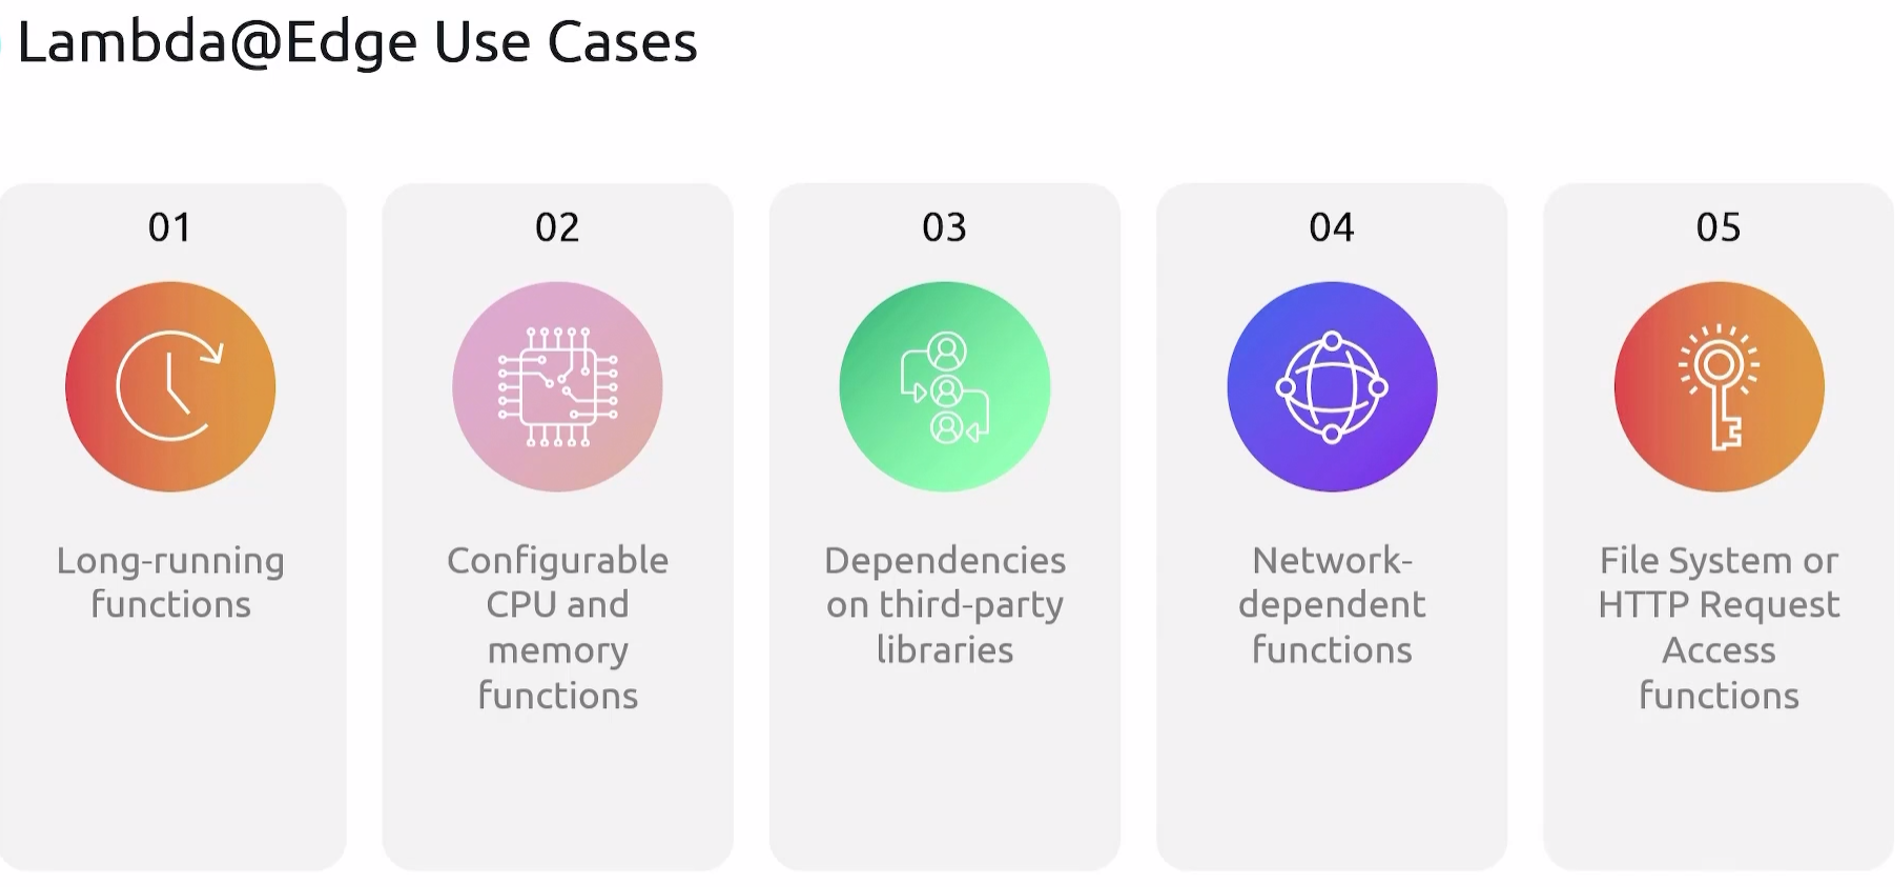 Lambda@Edge Use Cases
01
Long-running
functions
02
Configurable
CPU and
memory
functions
03
Dependencies
on third-party
libraries
04
Network-
dependent
functions
05
File System or
HTTP Request
Access
functions